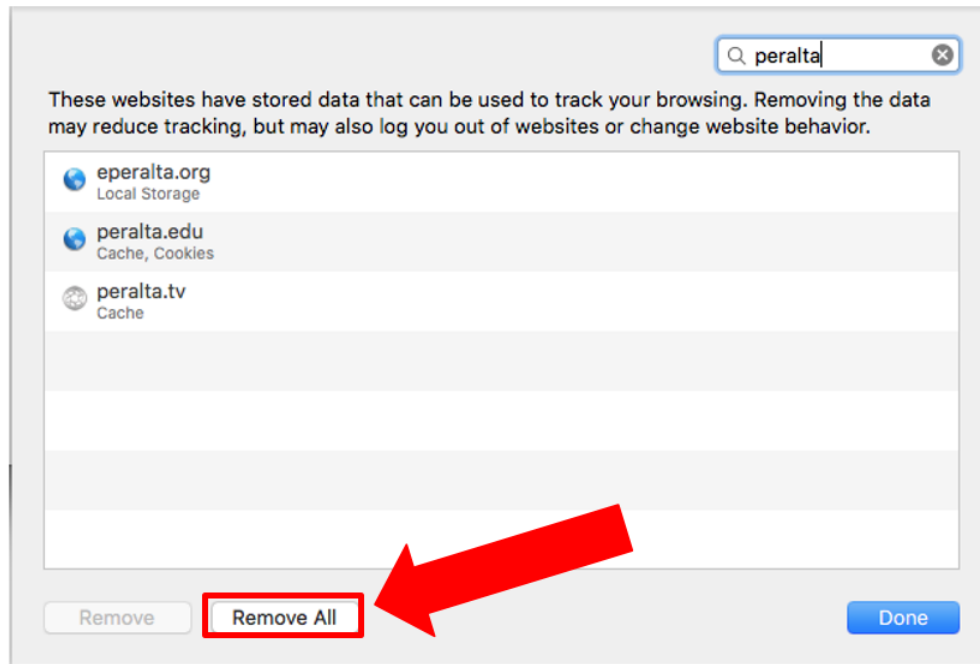 peralta
These websites have stored data that can be used to track your browsing. Removing the data
may reduce tracking, but may also log you out of websites or change website behavior.
eperalta.org
Local Storage
peralta.edu
Cache, Cookies
peralta.tv
Cache
Remove
Remove All
Done